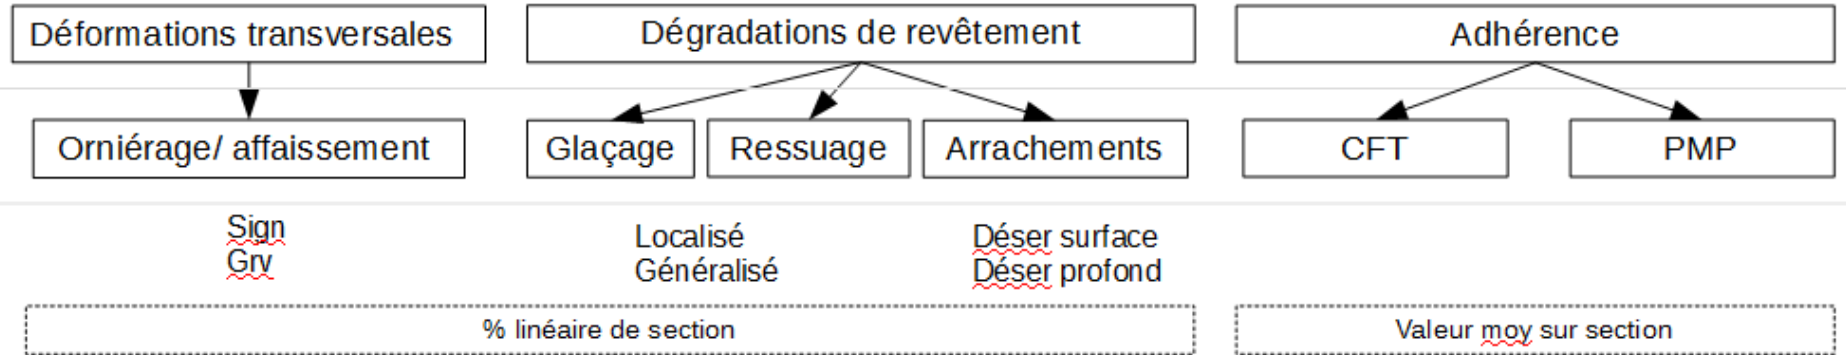 Déformations transversales
Dégradations de revêtement
Adhérence
Orniérage/ affaissement
Glaçage
Ressuage
Arrachements
CFT
PMP
Sign
Grv
Localisé
Généralisé
Déser surface
Déser profond
% linéaire de section
Valeur moy sur section